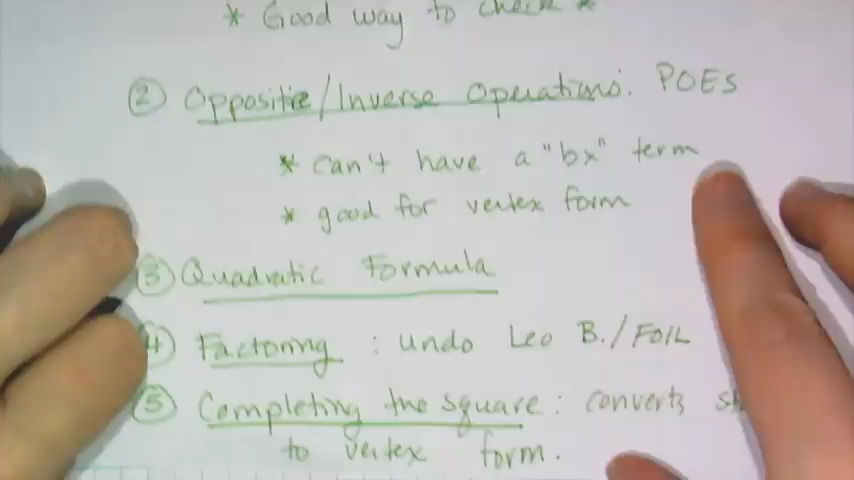 * Good way to check *
② Oppositie/Inverse Operations: POEs
* can't have a "bx" term
* good for vertex form
③ Quadratic Formula
④ Factoring : undo Leo B./FOIL
⑤ Completing the square : converts
to vertex form.